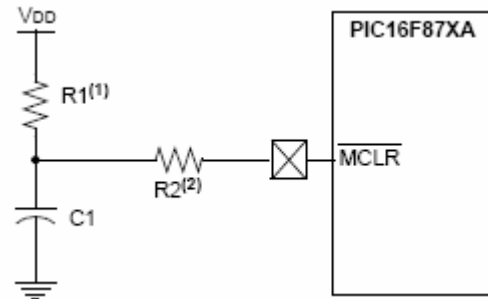 VDD
PIC16F87XA
R1(1)
MCLR
R2(2)
C1